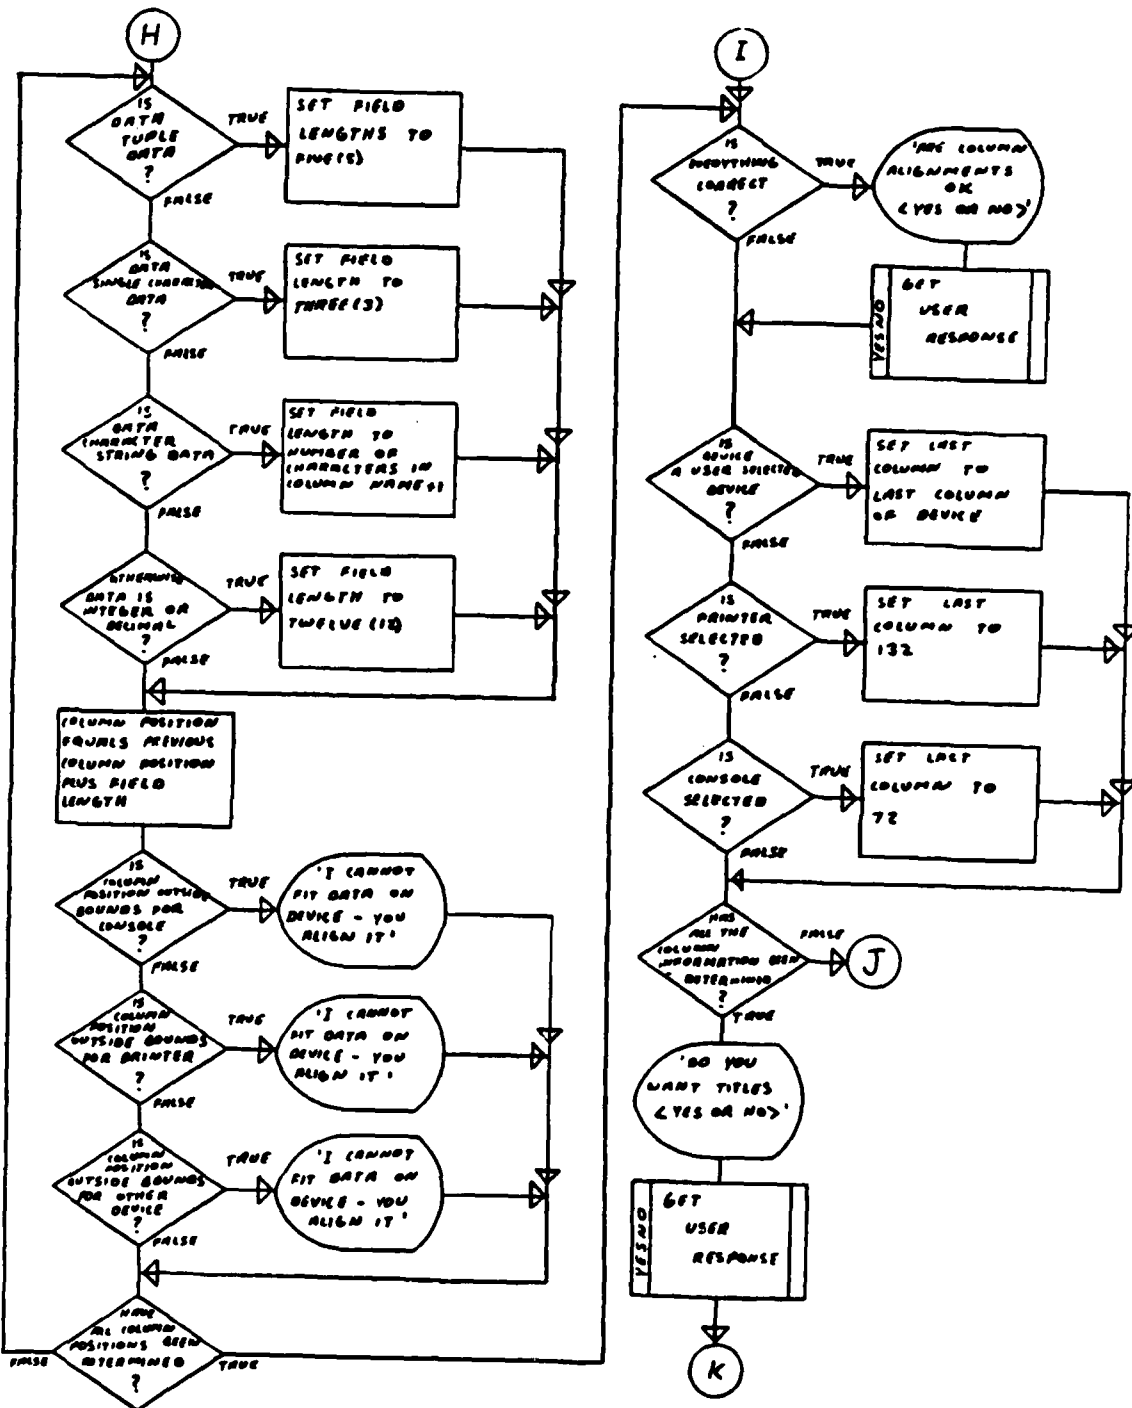 H
IS
DATA
TUPLE
DATA
?
TRUE
FALSE
SET FIELD
LENGTHS TO
FIVE(5)
IS
DATA
SINGLE CHARACTER
DATA
?
TRUE
FALSE
SET FIELD
LENGTH TO
THREE(3)
IS
DATA
CHARACTER
STRING DATA
?
TRUE
FALSE
SET FIELD
LENGTH TO
NUMBER OF
CHARACTERS IN
COLUMN NAME+1
OTHERWISE
DATA IS
INTEGER OR
DECIMAL
?
TRUE
FALSE
SET FIELD
LENGTH TO
TWELVE(12)
COLUMN POSITION
EQUALS PREVIOUS
COLUMN POSITION
PLUS FIELD
LENGTH
IS
COLUMN
POSITION OUTSIDE
BOUNDS FOR
CONSOLE
?
TRUE
FALSE
'I CANNOT
FIT DATA ON
DEVICE - YOU
ALIGN IT'
IS
COLUMN
POSITION
OUTSIDE BOUNDS
FOR PRINTER
?
TRUE
FALSE
'I CANNOT
FIT DATA ON
DEVICE - YOU
ALIGN IT'
IS
COLUMN
POSITION
OUTSIDE BOUNDS
FOR OTHER
DEVICE
?
TRUE
FALSE
'I CANNOT
FIT DATA ON
DEVICE - YOU
ALIGN IT'
HAVE
ALL COLUMN
POSITIONS BEEN
DETERMINED
?
FALSE
TRUE
I
IS
EVERYTHING
CORRECT
?
TRUE
FALSE
'ARE COLUMN
ALIGNMENTS
OK
<YES OR NO>'
YESNO
GET
USER
RESPONSE
IS
DEVICE
A USER SELECTED
DEVICE
?
TRUE
FALSE
SET LAST
COLUMN TO
LAST COLUMN
OF DEVICE
IS
PRINTER
SELECTED
?
TRUE
FALSE
SET LAST
COLUMN TO
132
IS
CONSOLE
SELECTED
?
TRUE
FALSE
SET LAST
COLUMN TO
72
HAS
ALL THE
COLUMN
INFORMATION BEEN
DETERMINED
?
FALSE
J
TRUE
'DO YOU
WANT TITLES
<YES OR NO>'
YESNO
GET
USER
RESPONSE
K